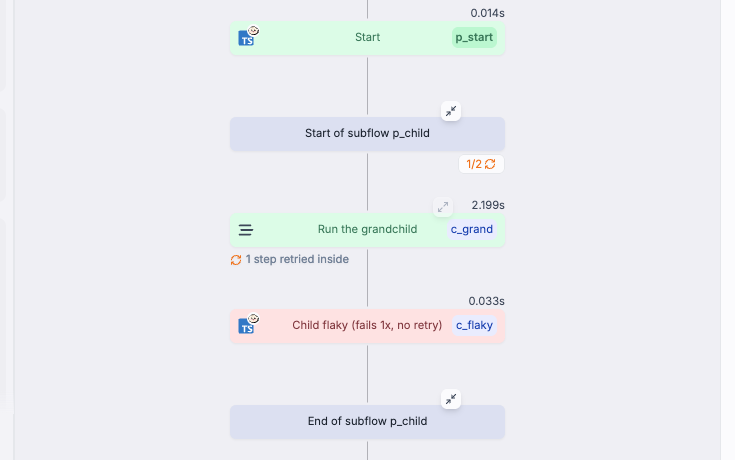 0.014s
TS Start p_start
Start of subflow p_child
1/2
2.199s
Run the grandchild c_grand
1 step retried inside
0.033s
TS Child flaky (fails 1x, no retry) c_flaky
End of subflow p_child